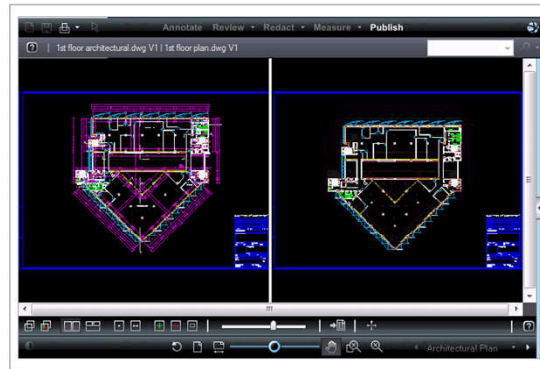 Annotate Review Redact Measure Publish
1st floor architectural.dwg V1 | 1st floor plan.dwg V1
Architectural Plan